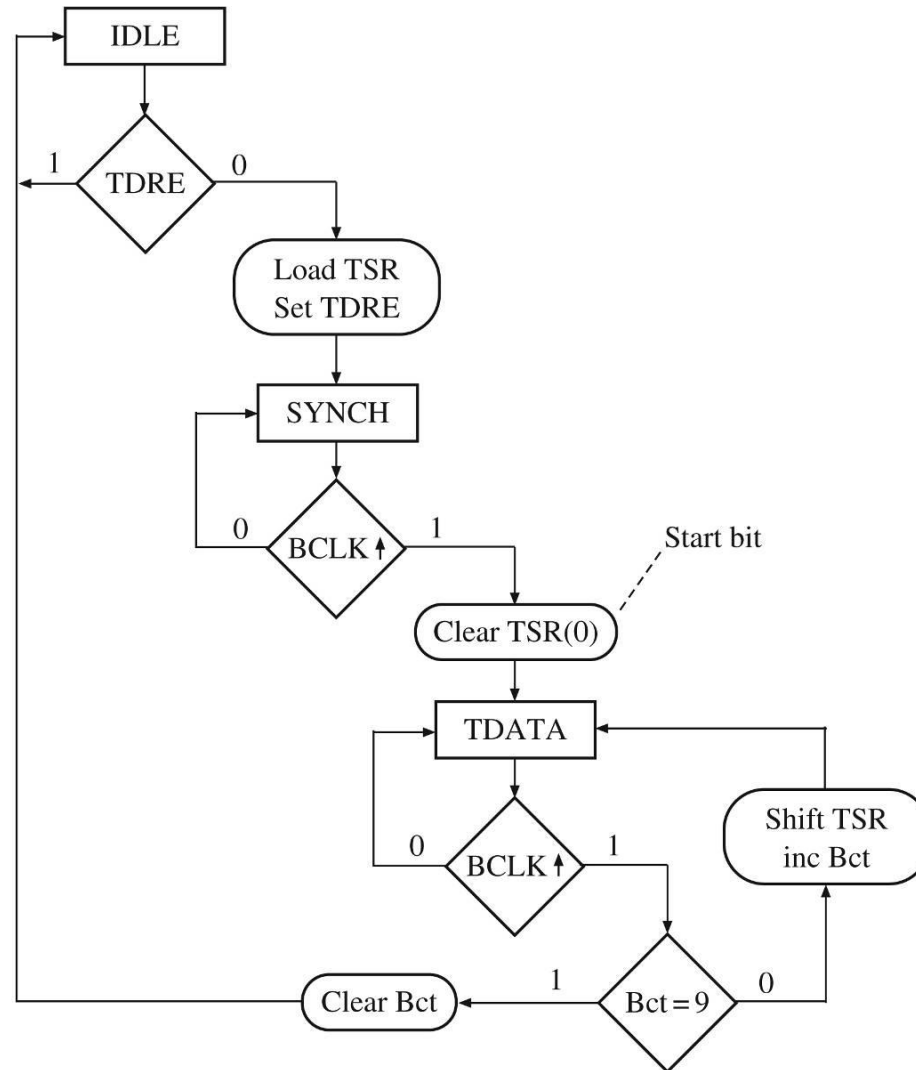 IDLE
1
0
TDRE
Load TSR
Set TDRE
SYNCH
0
1
BCLK
Start bit
Clear TSR(0)
TDATA
0
1
BCLK
Shift TSR
inc Bct
1
0
Clear Bct
Bct = 9